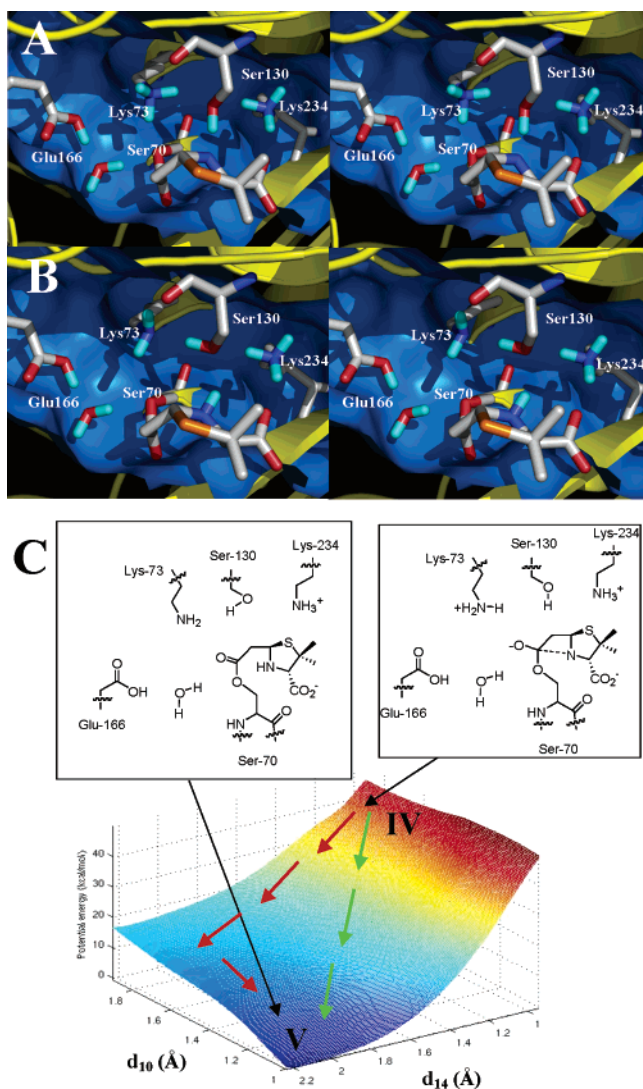 A
Ser130
Lys73
Lys234
Ser70
Glu166
Ser130
Lys73
Lys234
Ser70
Glu166
B
Ser130
Lys73
Lys234
Ser70
Glu166
Ser130
Lys73
Lys234
Ser70
Glu166
C
Lys-73
Ser-130
Lys-234
NH2
O
H
NH3+
O
OH
Glu-166
H
O
H
O
O
HN
S
CO2-
HN
O
Ser-70
Lys-73
Ser-130
Lys-234
+H2N-H
O
H
NH3+
O
OH
Glu-166
H
O
H
-O
O
N
S
CO2-
HN
O
Ser-70
IV
V
Potential energy (kcal/mol)
40
30
20
10
0
1.8
1.6
1.4
1.2
1
d10 (Å)
2.2
2
1.8
1.6
1.4
1.2
1
d14 (Å)